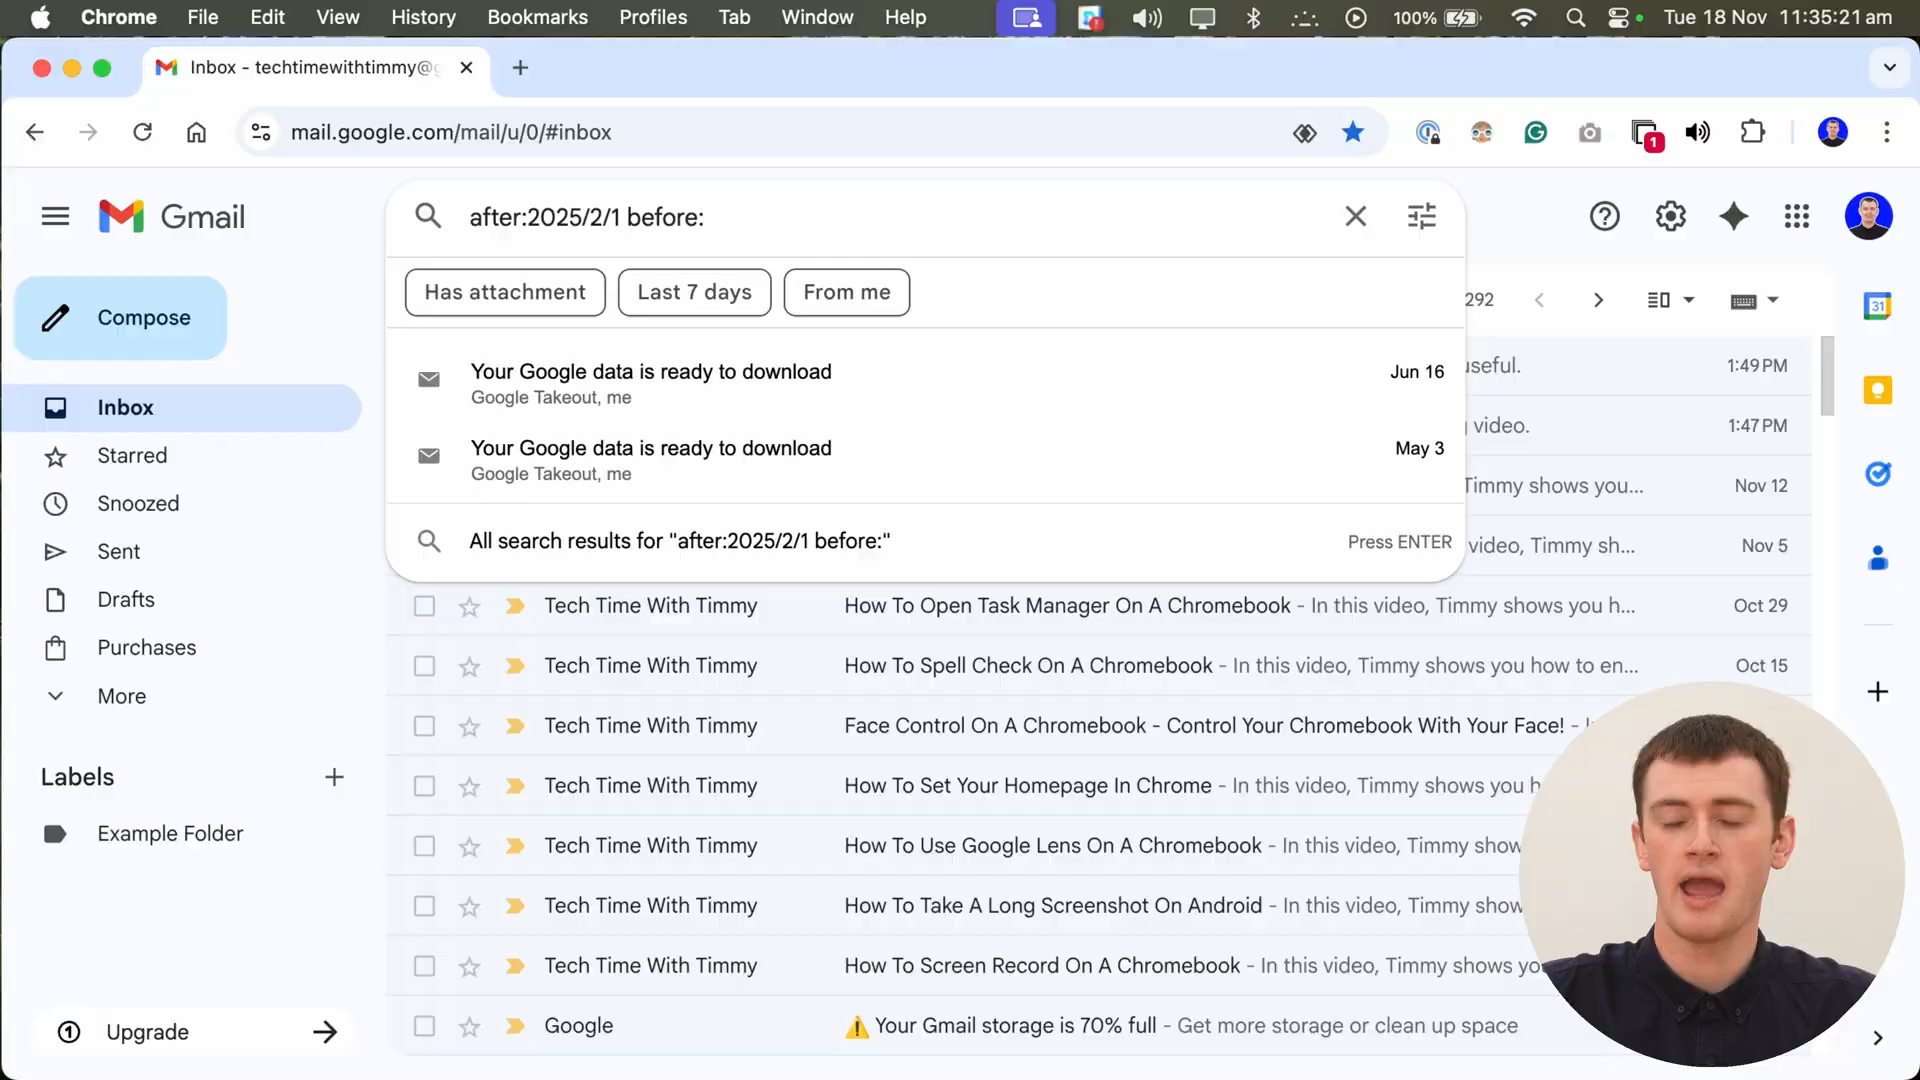 Chrome File Edit View History Bookmarks Profiles Tab Window Help 100% Tue 18 Nov 11:35:21 am
Inbox - techtimewithtimmy@
mail.google.com/mail/u/0/#inbox
1
Gmail
after:2025/2/1 before:
Compose
Has attachment Last 7 days From me
292
31
Your Google data is ready to download Jun 16
Google Takeout, me
useful. 1:49 PM
video. 1:47 PM
Your Google data is ready to download May 3
Google Takeout, me
Timmy shows you... Nov 12
All search results for "after:2025/2/1 before:" Press ENTER
video, Timmy sh... Nov 5
Inbox
Starred
Snoozed
Sent
Drafts
Purchases
More
Labels
Example Folder
Upgrade
Tech Time With Timmy How To Open Task Manager On A Chromebook - In this video, Timmy shows you h... Oct 29
Tech Time With Timmy How To Spell Check On A Chromebook - In this video, Timmy shows you how to en... Oct 15
Tech Time With Timmy Face Control On A Chromebook - Control Your Chromebook With Your Face! -
Tech Time With Timmy How To Set Your Homepage In Chrome - In this video, Timmy shows you h
Tech Time With Timmy How To Use Google Lens On A Chromebook - In this video, Timmy show
Tech Time With Timmy How To Take A Long Screenshot On Android - In this video, Timmy show
Tech Time With Timmy How To Screen Record On A Chromebook - In this video, Timmy shows yo
Google Your Gmail storage is 70% full - Get more storage or clean up space